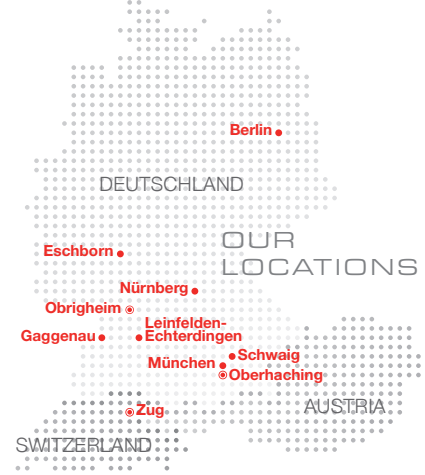 Berlin
DEUTSCHLAND
OUR
LOCATIONS
Eschborn
Nürnberg
Obrigheim
Leinfelden-
Echterdingen
Gaggenau
Schwaig
München
Oberhaching
Zug
AUSTRIA
SWITZERLAND